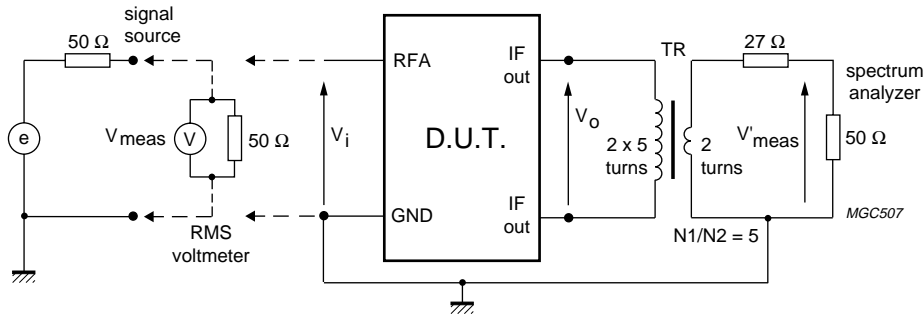 signal
source
50 Ω
e
Vmeas
V
50 Ω
RMS
voltmeter
Vi
RFA
GND
D.U.T.
IF
out
IF
out
Vo
TR
2 x 5
turns
2
turns
N1/N2 = 5
27 Ω
V'meas
spectrum
analyzer
50 Ω
MGC507